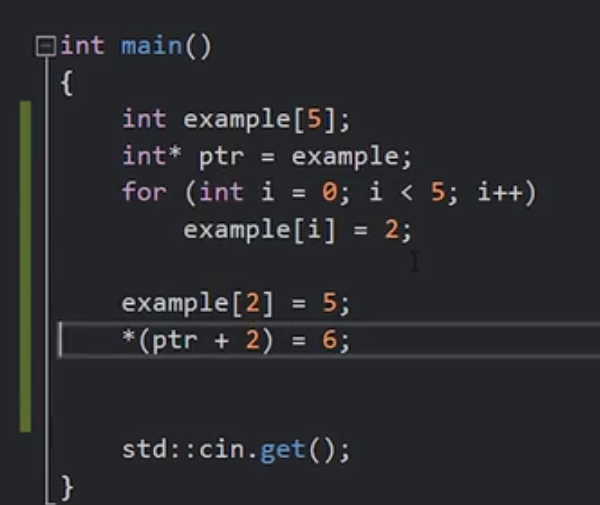 int main()
{
    int example[5];
    int* ptr = example;
    for (int i = 0; i < 5; i++)
        example[i] = 2;

    example[2] = 5;
    *(ptr + 2) = 6;


    std::cin.get();
}